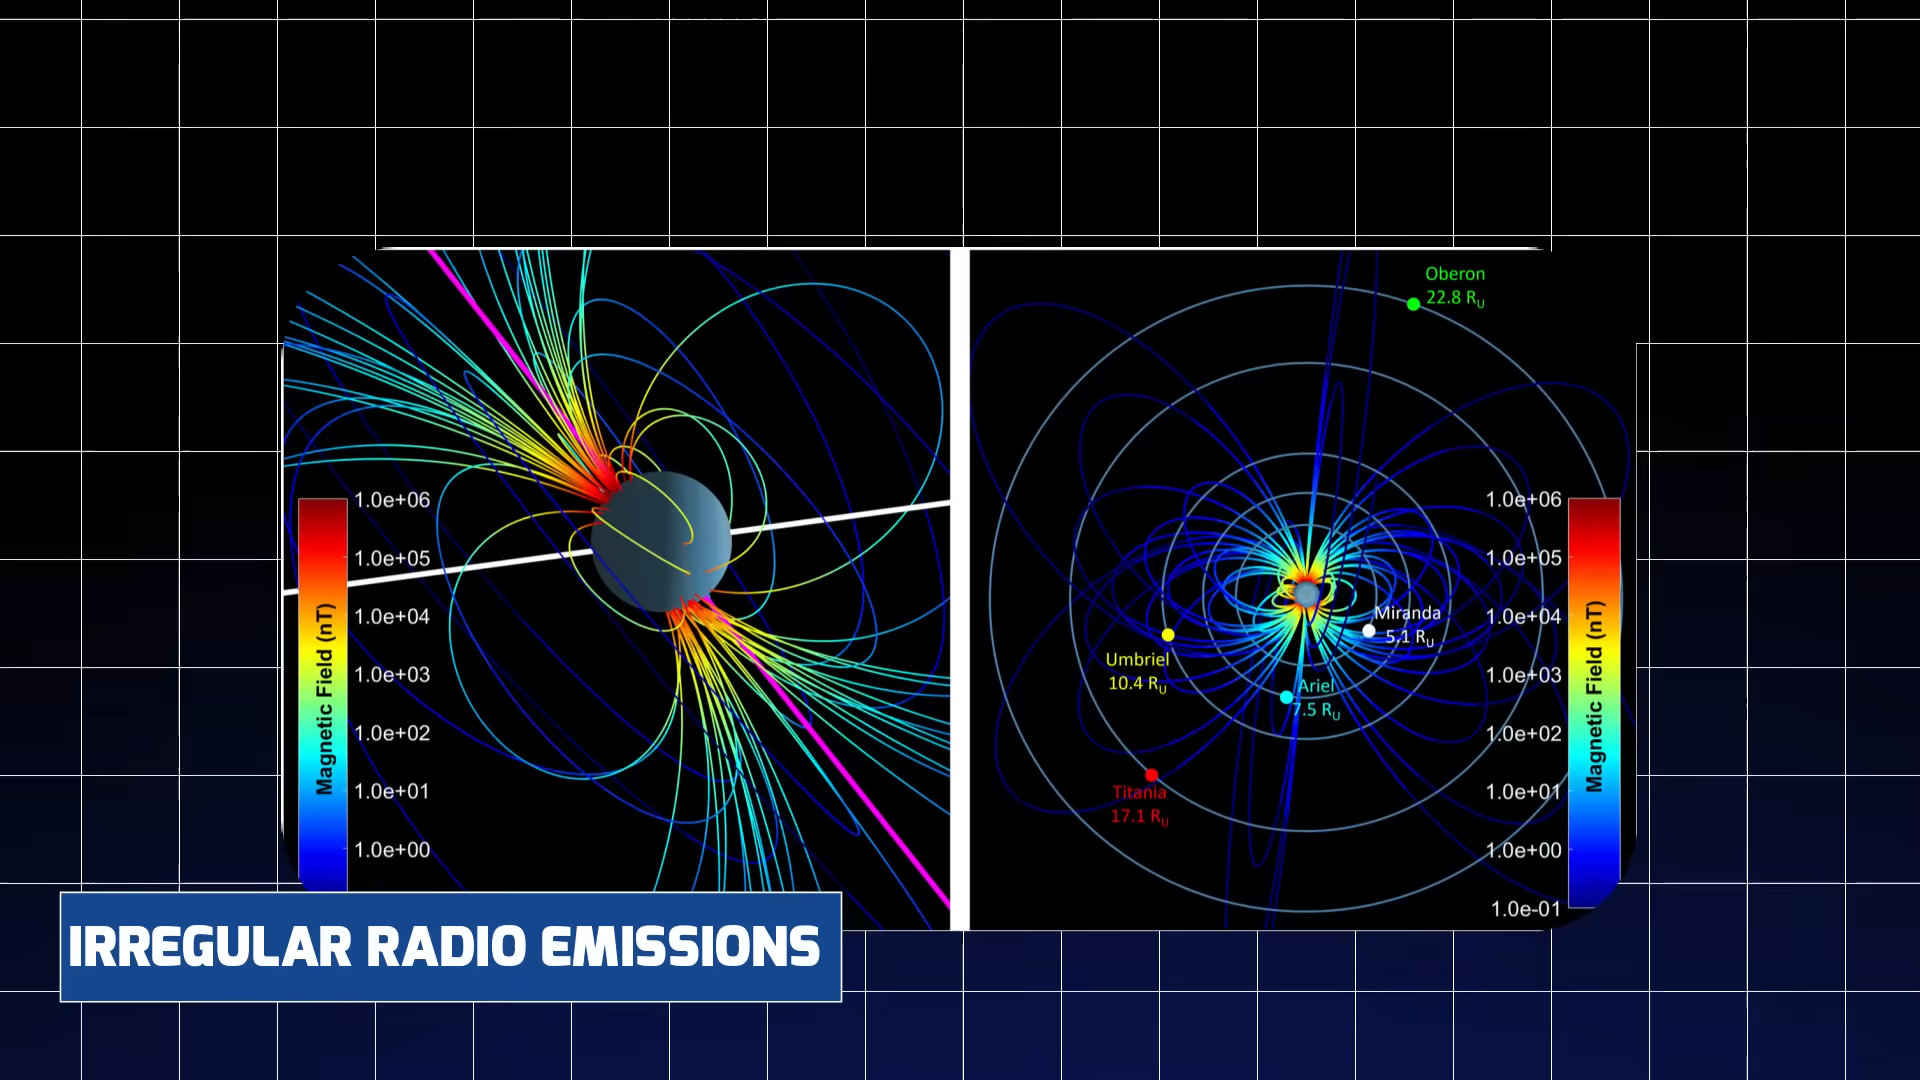 Oberon
22.8 RU
1.0e+06
1.0e+05
1.0e+04
1.0e+03
1.0e+02
1.0e+01
1.0e+00
Magnetic Field (nT)
Miranda
5.1 RU
Umbriel
10.4 RU
Ariel
7.5 RU
Titania
17.1 RU
1.0e+06
1.0e+05
1.0e+04
1.0e+03
1.0e+02
1.0e+01
1.0e+00
1.0e-01
Magnetic Field (nT)
IRREGULAR RADIO EMISSIONS